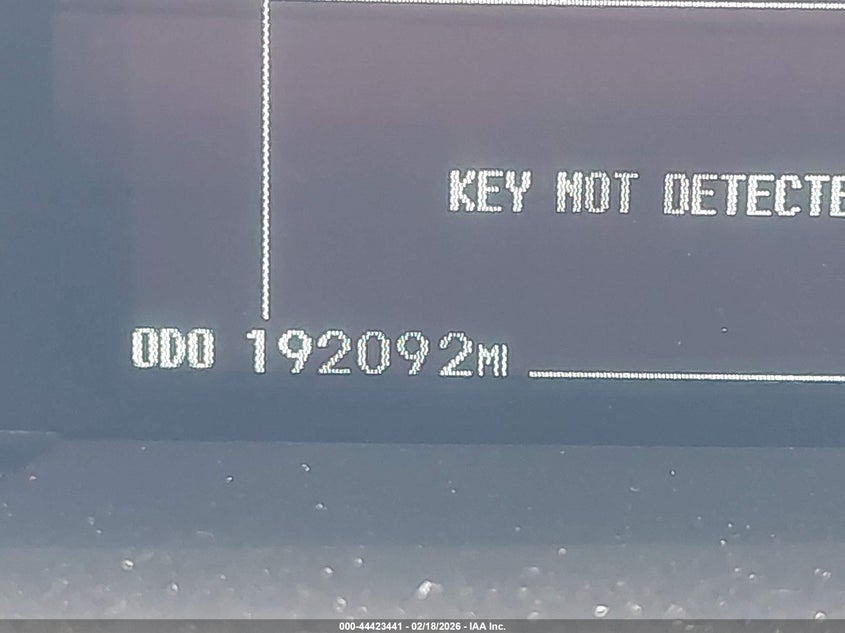 KEY NOT DETECTE
ODO 192092MI
000-44423441 - 02/18/2026 - IAA Inc.